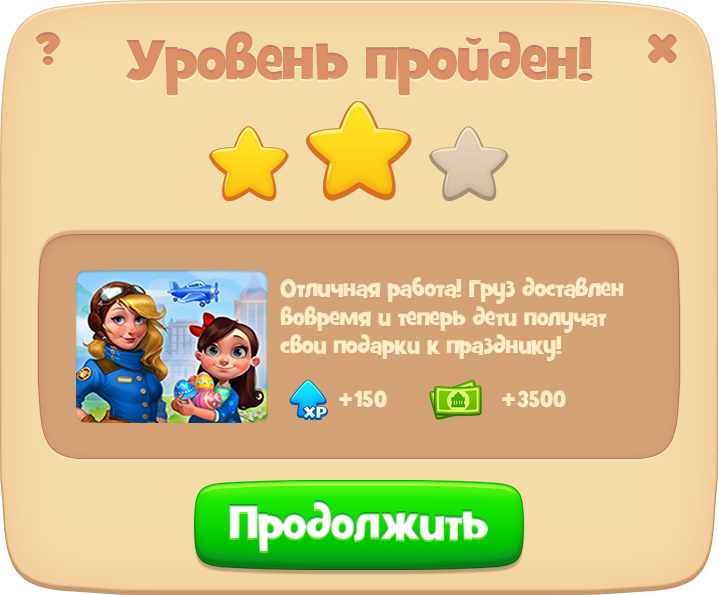 ?
Уровень пройден!
Отличная работа! Груз доставлен
вовремя и теперь дети получат
свои подарки к празднику!
XP +150 +3500
Продолжить